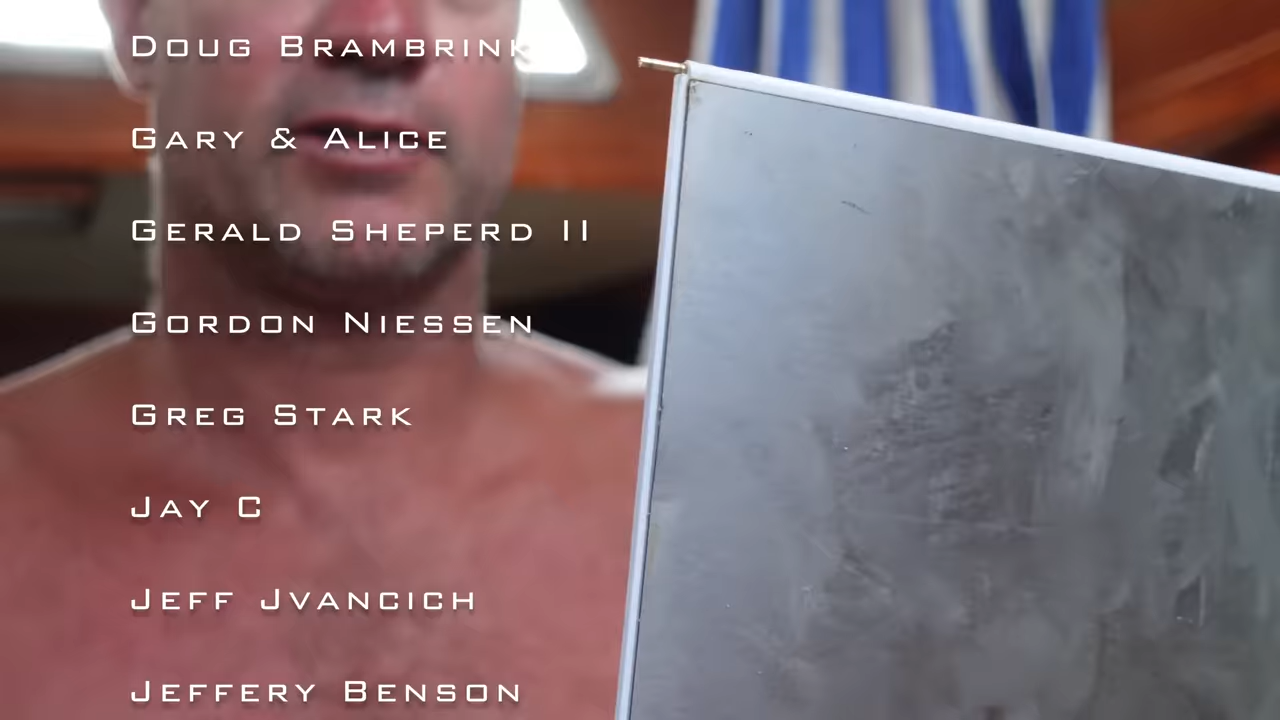 Doug Brambrink
Gary & Alice
Gerald Sheperd II
Gordon Niessen
Greg Stark
Jay C
Jeff Jvancich
Jeffery Benson